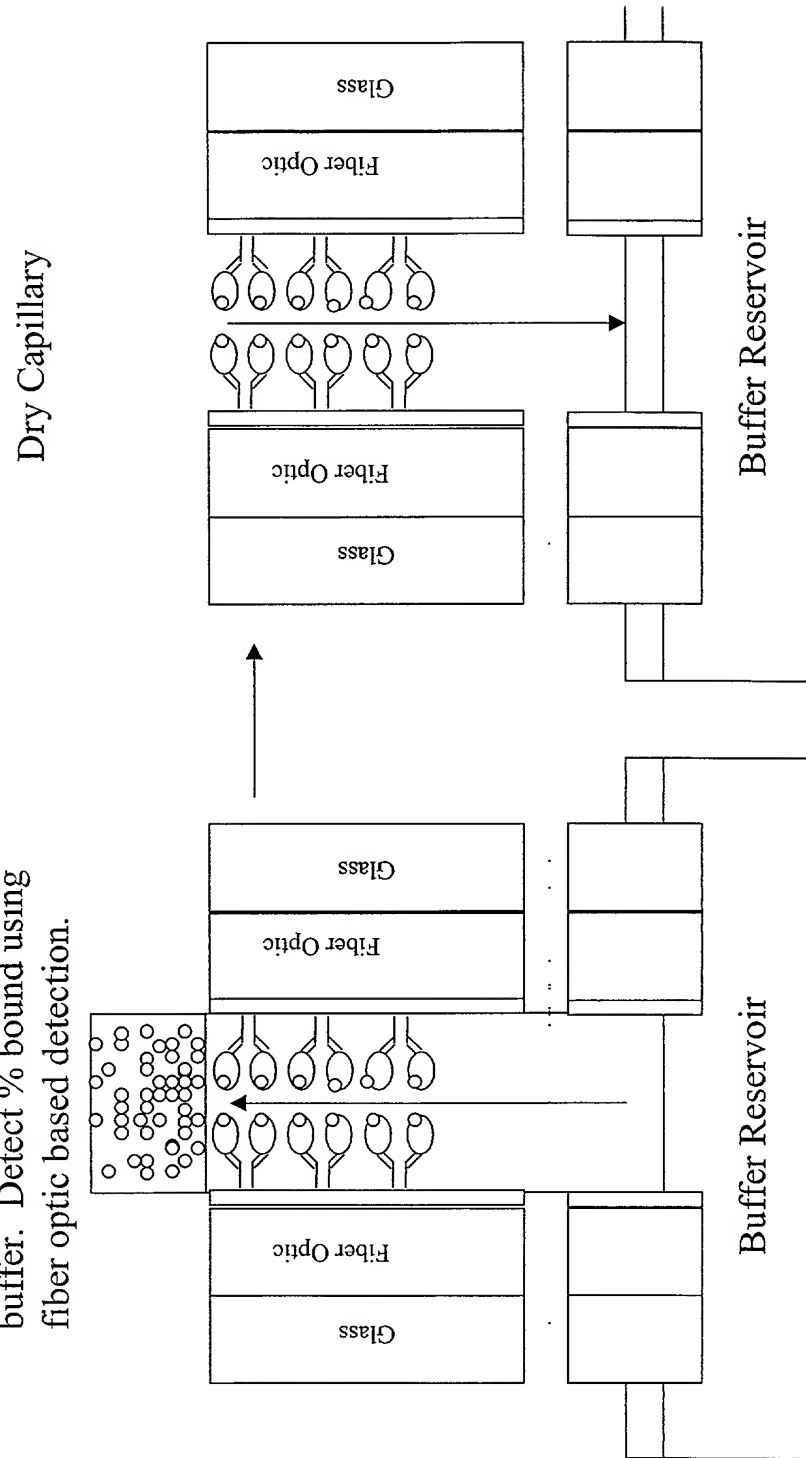 buffer. Detect % bound using
fiber optic based detection.
Dry Capillary
Glass
Fiber Optic
Fiber Optic
Glass
Glass
Fiber Optic
Fiber Optic
Glass
Buffer Reservoir
Buffer Reservoir